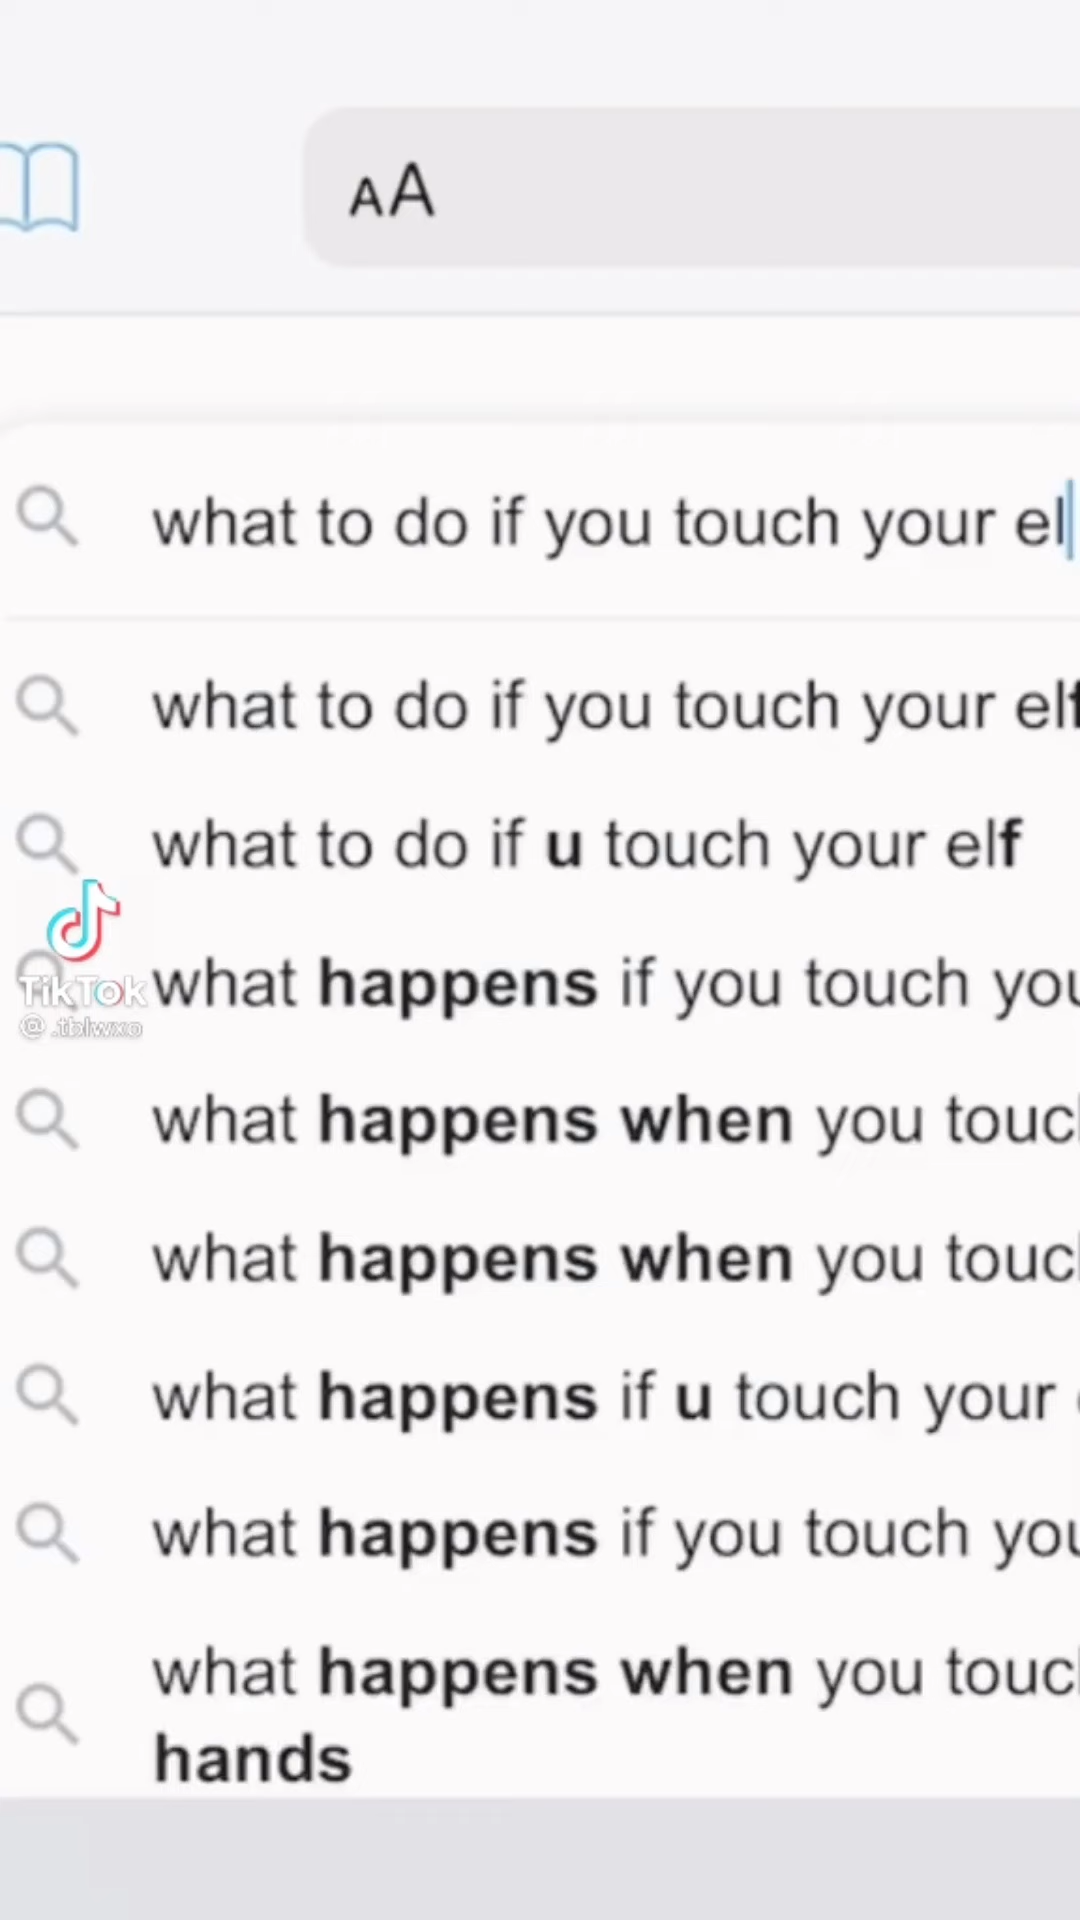 AA
what to do if you touch your el
what to do if you touch your elf
what to do if u touch your elf
what happens if you touch you
TikTok
@.tblwxo
what happens when you touc
what happens when you touc
what happens if u touch your
what happens if you touch you
what happens when you touc
hands